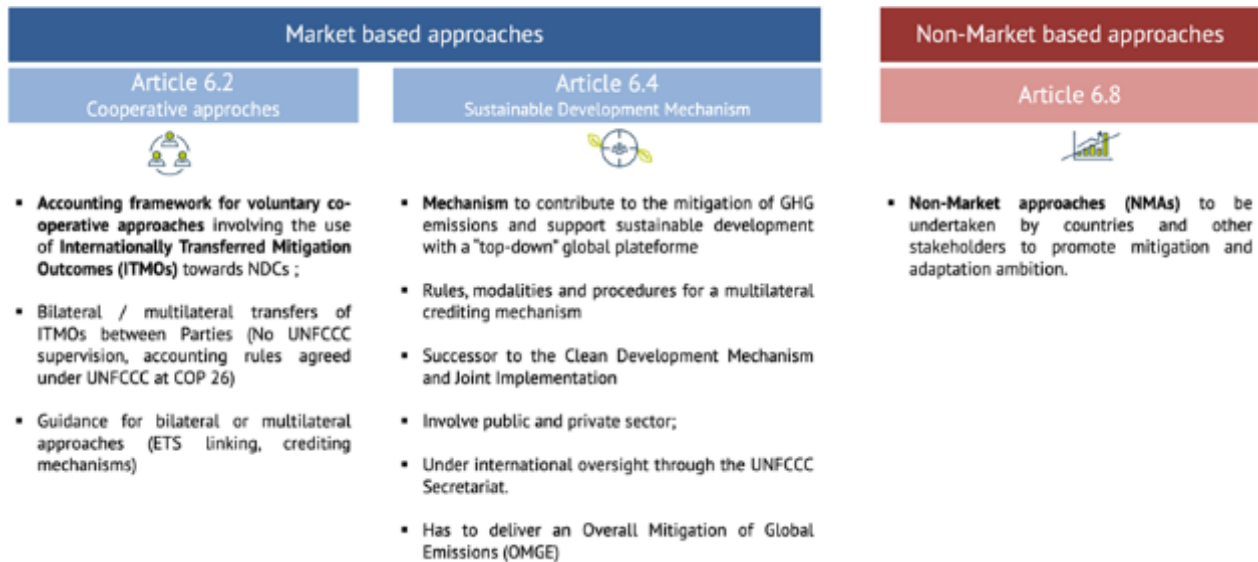 Market based approaches
Article 6.2
Cooperative approches
▪ Accounting framework for voluntary co-
operative approaches involving the use
of Internationally Transferred Mitigation
Outcomes (ITMOs) towards NDCs ;
▪ Bilateral / multilateral transfers of
ITMOs between Parties (No UNFCCC
supervision, accounting rules agreed
under UNFCCC at COP 26)
▪ Guidance for bilateral or multilateral
approaches (ETS linking, crediting
mechanisms)
Article 6.4
Sustainable Development Mechanism
▪ Mechanism to contribute to the mitigation of GHG
emissions and support sustainable development
with a "top-down" global plateforme
▪ Rules, modalities and procedures for a multilateral
crediting mechanism
▪ Successor to the Clean Development Mechanism
and Joint Implementation
▪ Involve public and private sector;
▪ Under international oversight through the UNFCCC
Secretariat.
▪ Has to deliver an Overall Mitigation of Global
Emissions (OMGE)
Non-Market based approaches
Article 6.8
▪ Non-Market approaches (NMAs) to be
undertaken by countries and other
stakeholders to promote mitigation and
adaptation ambition.